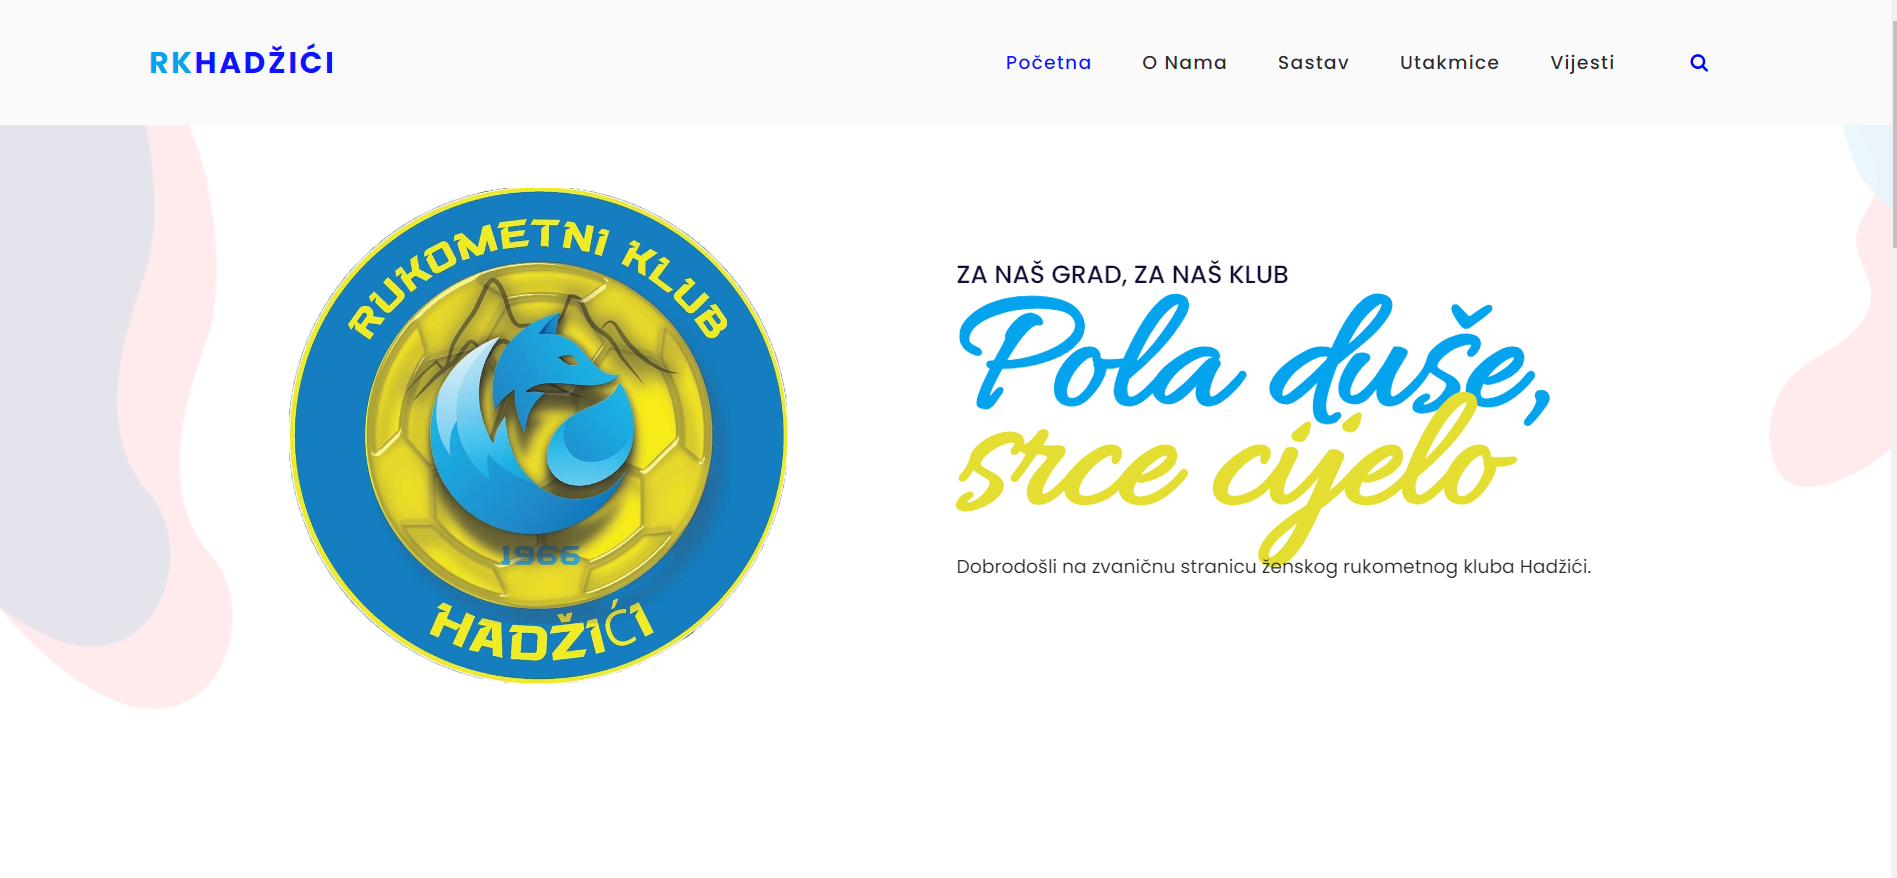 RKHADŽIĆI
Početna
O Nama
Sastav
Utakmice
Vijesti
RUKOMETNI KLUB
1966
HADŽIĆI
ZA NAŠ GRAD, ZA NAŠ KLUB
Pola duše,
srce cijelo
Dobrodošli na zvaničnu stranicu ženskog rukometnog kluba Hadžići.